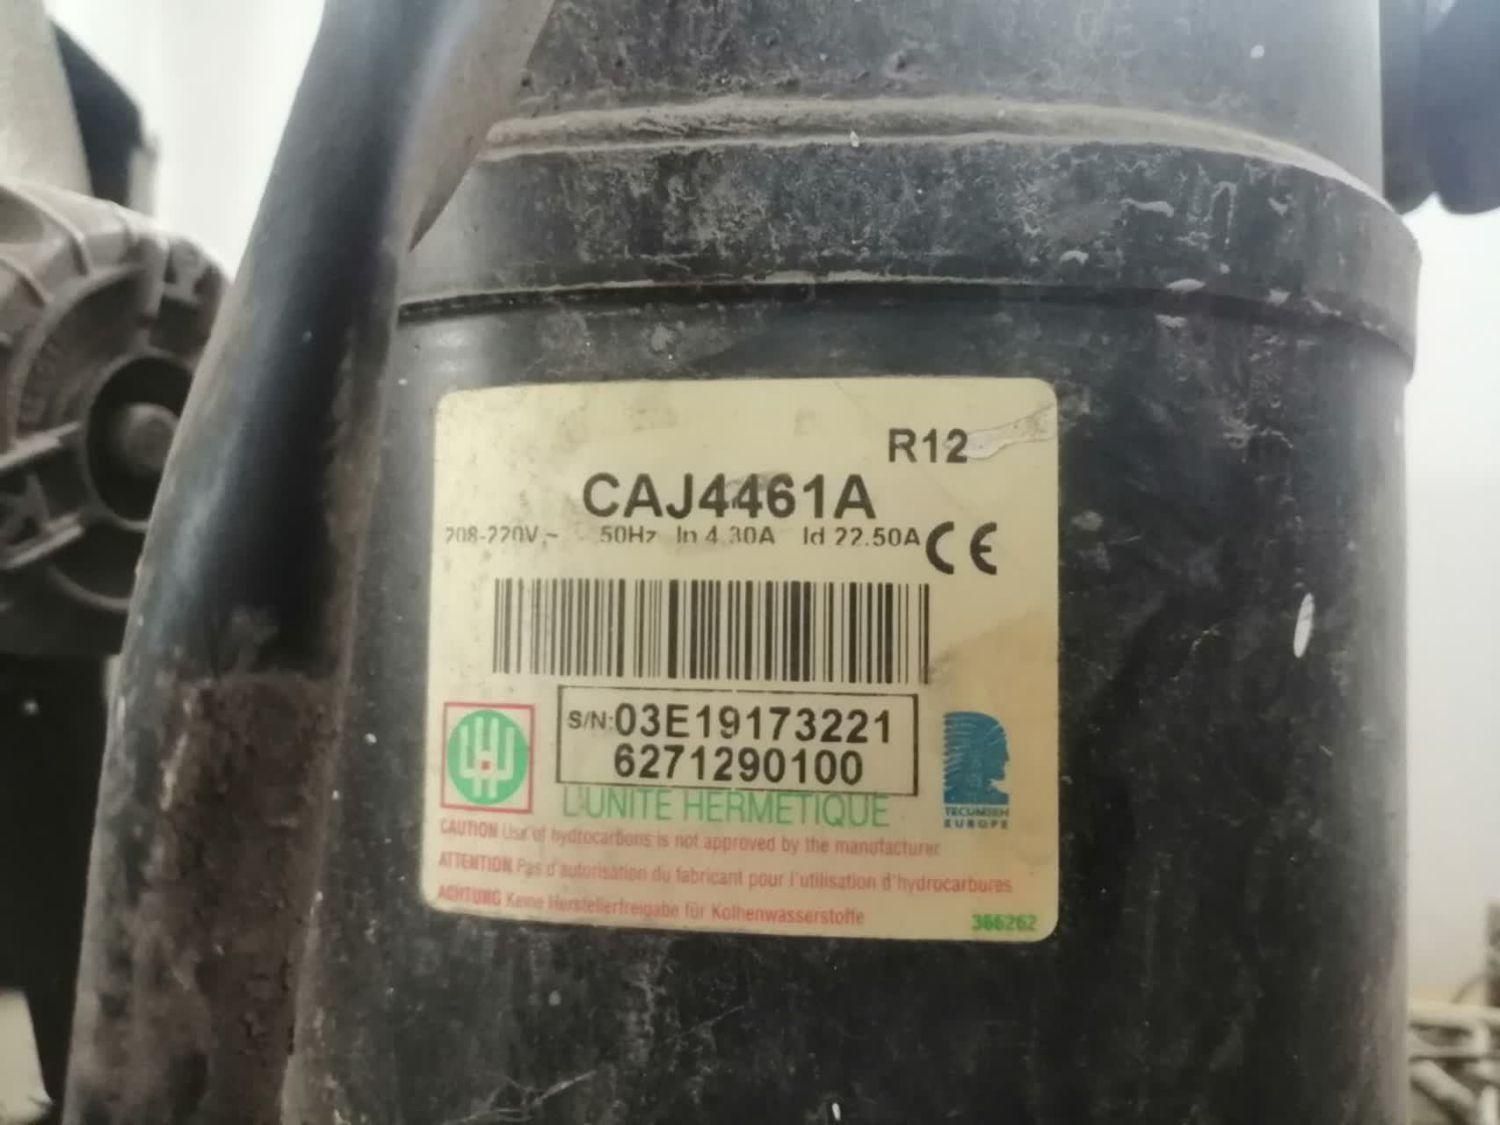 R12
CAJ4461A
208-220V ~ 50Hz In 4.30A Id 22.50A CE
S/N:03E19173221
6271290100
L'UNITE HERMETIQUE
TECUMSEH
EUROPE
CAUTION Use of hydrocarbons is not approved by the manufacturer
ATTENTION Pas d'autorisation du fabricant pour l'utilisation d'hydrocarbures
ACHTUNG Keine Herstellerfreigabe für Kolhenwasserstoffe
366262